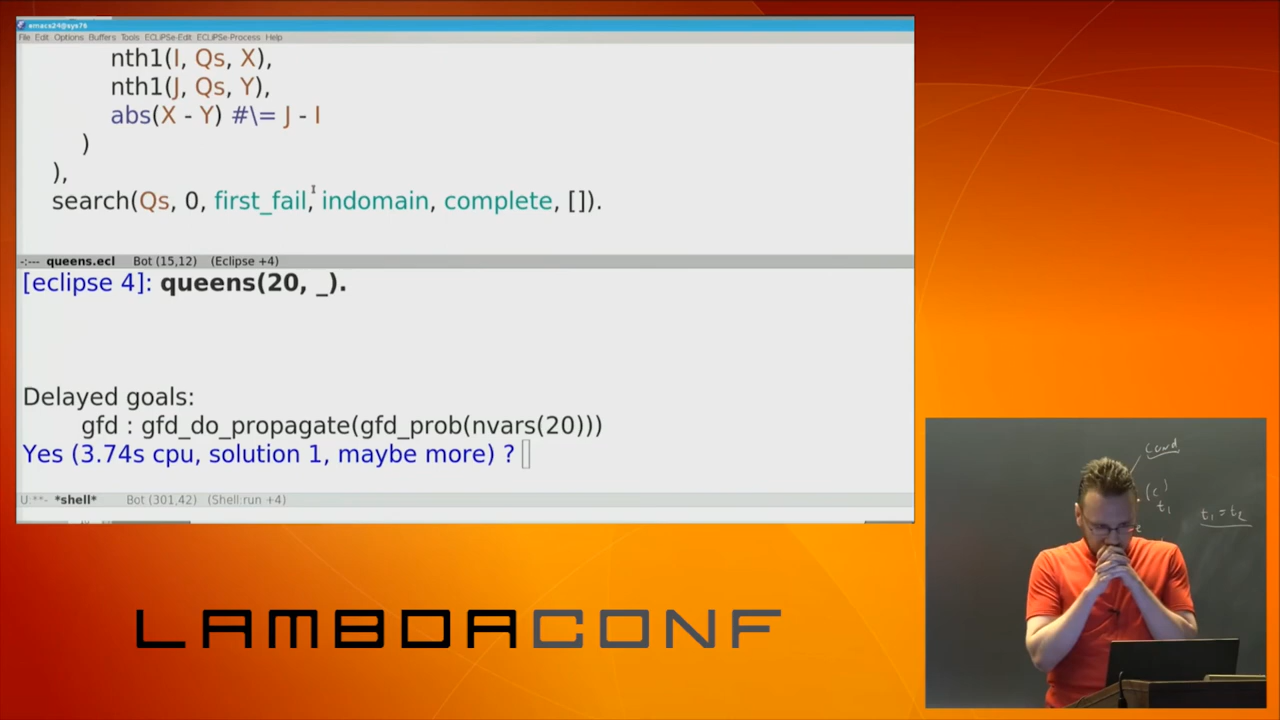 emacs24@sys76
File Edit Options Buffers Tools ECLiPSe-Edit ECLiPSe-Process Help
nth1(I, Qs, X),
nth1(J, Qs, Y),
abs(X - Y) #\= J - I
)
),
search(Qs, 0, first_fail, indomain, complete, []).
-:--- queens.ecl Bot (15,12) (Eclipse +4)
[eclipse 4]: queens(20, _).
Delayed goals:
gfd : gfd_do_propagate(gfd_prob(nvars(20)))
Yes (3.74s cpu, solution 1, maybe more) ?
U:**- *shell* Bot (301,42) (Shell:run +4)
cond
(c)
t₁
t₁ = t₂
e
LAMBDACONF